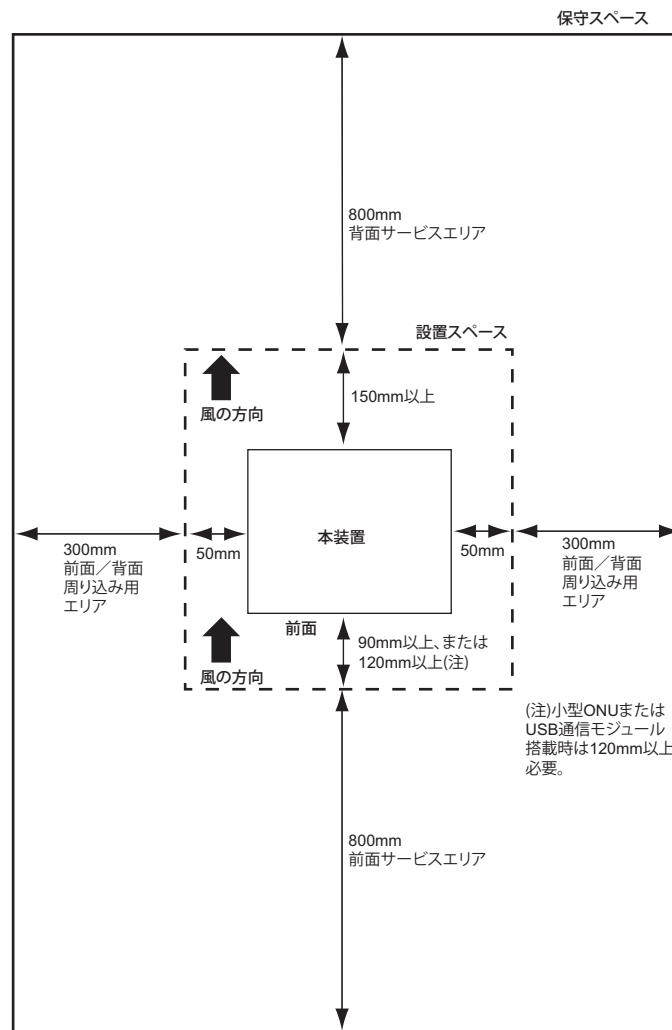 保守スペース
800mm
背面サービスエリア
設置スペース
風の方向
150mm以上
300mm
前面／背面
周り込み用
エリア
50mm
本装置
50mm
300mm
前面／背面
周り込み用
エリア
前面
風の方向
90mm以上、または
120mm以上(注)
(注)小型ONUまたは
USB通信モジュール
搭載時は120mm以上
必要。
800mm
前面サービスエリア